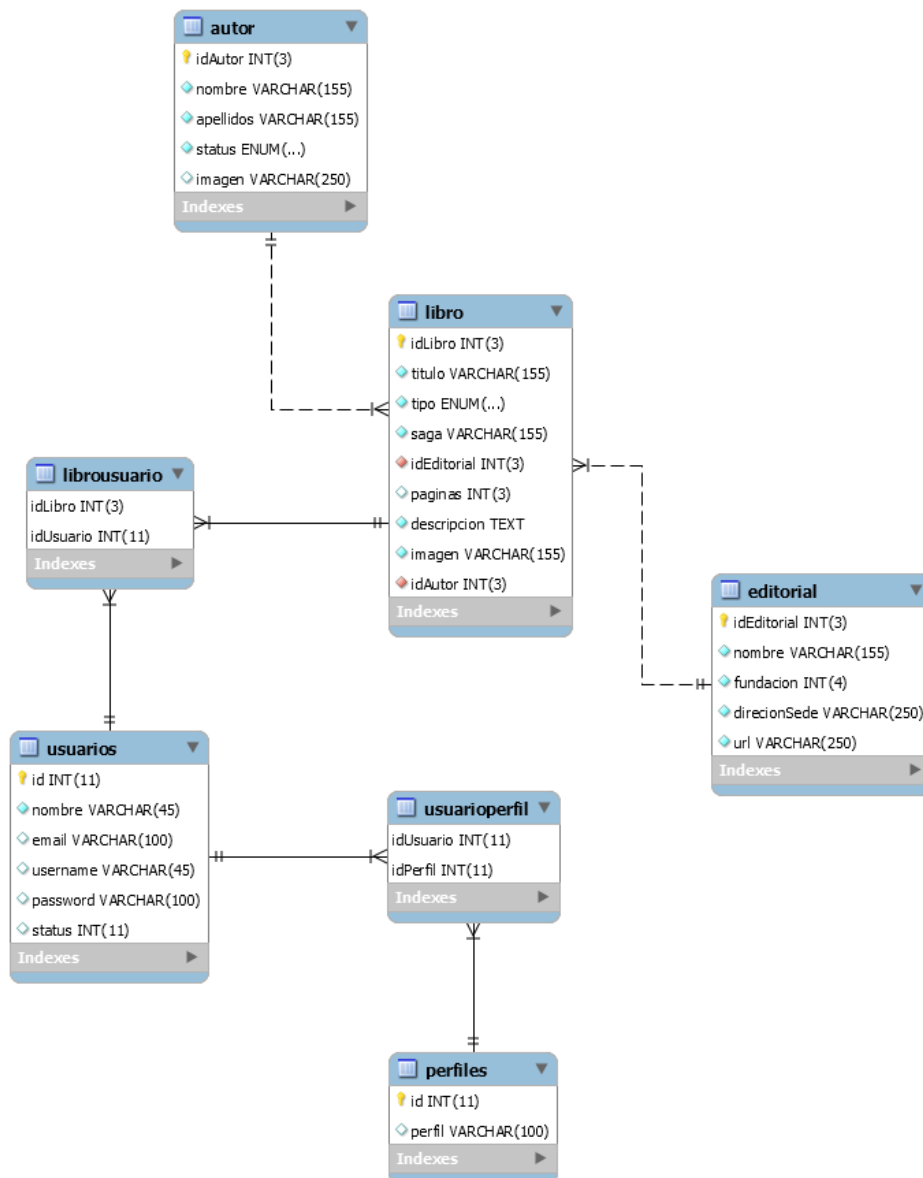 autor
idAutor INT(3)
nombre VARCHAR(155)
apellidos VARCHAR(155)
status ENUM(...)
imagen VARCHAR(250)
Indexes
libro
idLibro INT(3)
titulo VARCHAR(155)
tipo ENUM(...)
saga VARCHAR(155)
idEditorial INT(3)
paginas INT(3)
descripcion TEXT
imagen VARCHAR(155)
idAutor INT(3)
Indexes
librousuario
idLibro INT(3)
idUsuario INT(11)
Indexes
editorial
idEditorial INT(3)
nombre VARCHAR(155)
fundacion INT(4)
direcionSede VARCHAR(250)
url VARCHAR(250)
Indexes
usuarios
id INT(11)
nombre VARCHAR(45)
email VARCHAR(100)
username VARCHAR(45)
password VARCHAR(100)
status INT(11)
Indexes
usuarioperfil
idUsuario INT(11)
idPerfil INT(11)
Indexes
perfiles
id INT(11)
perfil VARCHAR(100)
Indexes